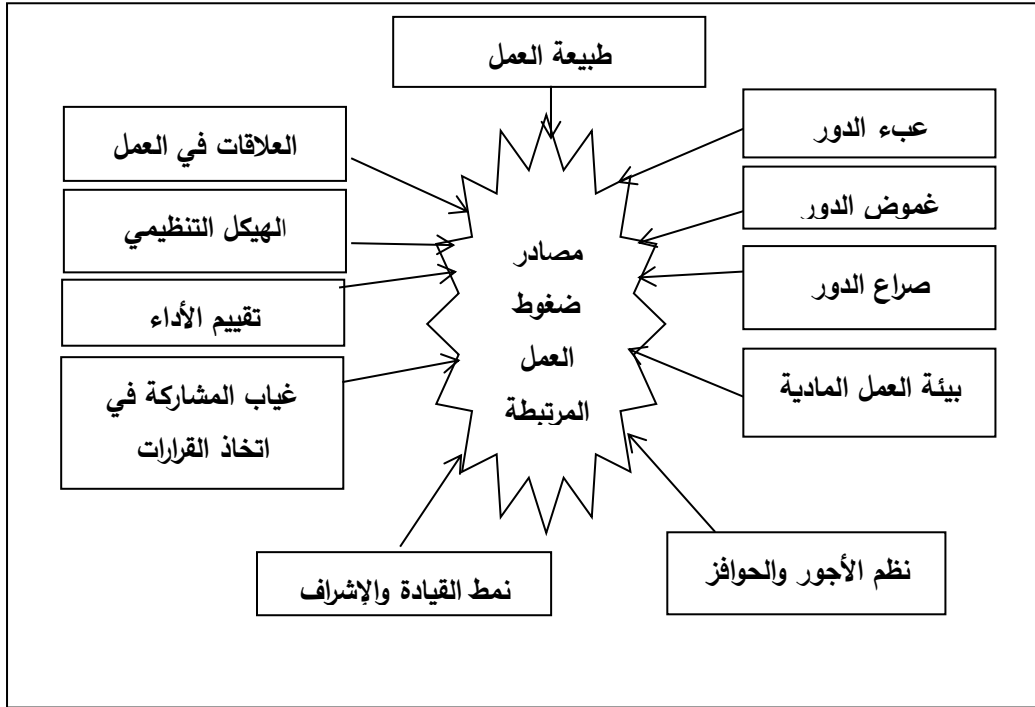 طبيعة العمل
عبء الدور
غموض الدور
صراع الدور
بيئة العمل المادية
نظم الأجور والحوافز
مصادر
ضغوط
العمل
المرتبطة
العلاقات في العمل
الهيكل التنظيمي
تقييم الأداء
غياب المشاركة في
اتخاذ القرارات
نمط القيادة والإشراف